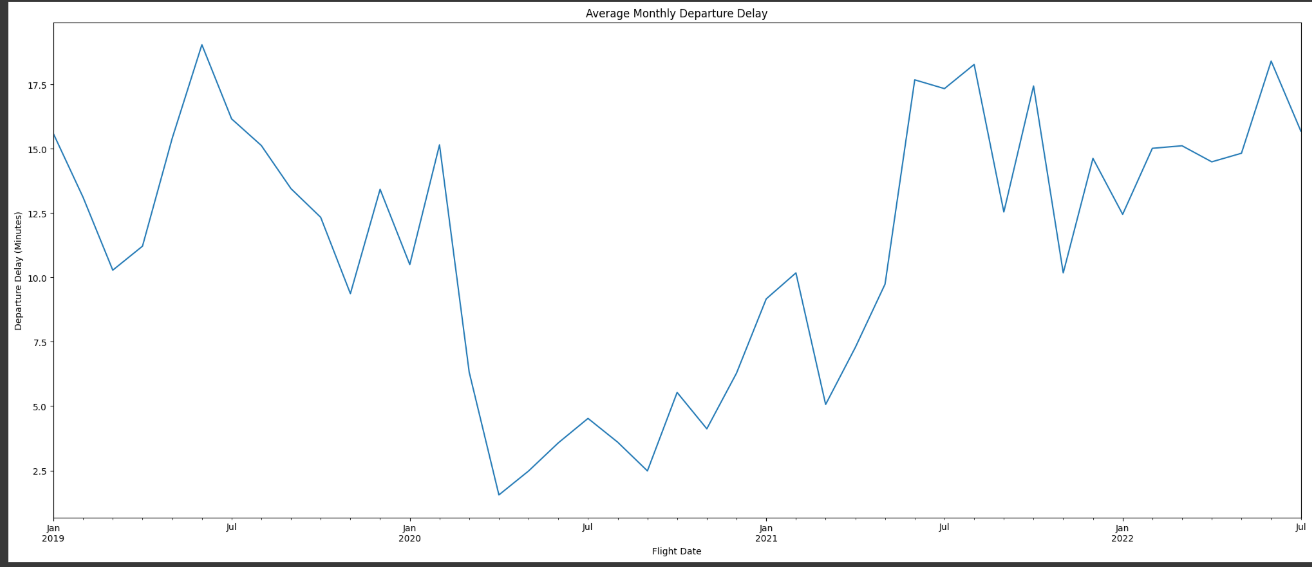 Average Monthly Departure Delay
Departure Delay (Minutes)
17.5
15.0
12.5
10.0
7.5
5.0
2.5
Jan Jul Jan Jul Jan Jul Jan Jul
2019 2020 2021 2022
Flight Date